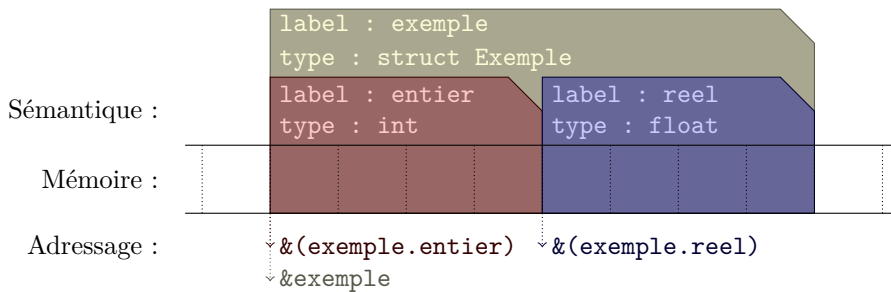 label : exemple
type : struct Exemple
label : entier
label : reel
Sémantique :
type : int
type : float
Mémoire :
Adressage :
&(exemple.entier)
&(exemple.reel)
&exemple